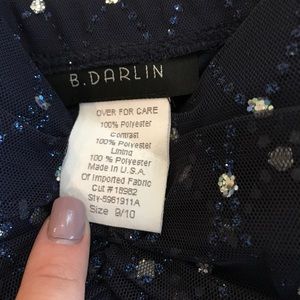 B. DARLIN
OVER FOR CARE
100% Polyester
Contrast
100% Polyester
Lining
100 % Polyester
Made In U.S.A.
Of Imported Fabric
Cut #18982
Sty-5961911A
Size 9/10